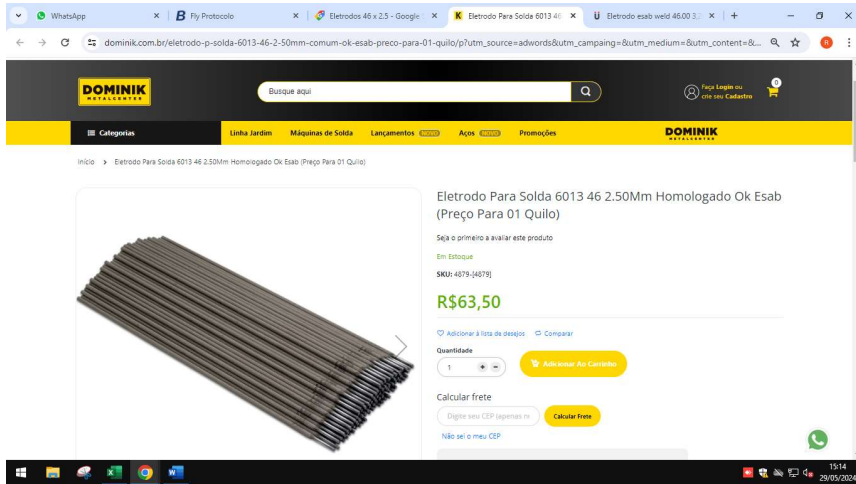 WhatsApp
Fly Protocolo
Eletrodos 46 x 2.5 - Google
Eletrodo Para Solda 6013 46
Eletrodo esab weld 46.00 3,
dominik.com.br/eletrodo-p-solda-6013-46-2-50mm-comum-ok-esab-preco-para-01-quilo/p?utm_source=adwords&utm_campaing=&utm_medium=&utm_content=&...
R
DOMINIK
METALCENTER
Busque aqui
Faça Login ou
crie seu Cadastro
0
Categorias
Linha Jardim
Máquinas de Solda
Lançamentos NOVO
Aços NOVO
Promoções
DOMINIK
METALCENTER
Início > Eletrodo Para Solda 6013 46 2.50Mm Homologado Ok Esab (Preço Para 01 Quilo)
Eletrodo Para Solda 6013 46 2.50Mm Homologado Ok Esab
(Preço Para 01 Quilo)
Seja o primeiro a avaliar este produto
Em Estoque
SKU: 4879-[4879]
R$63,50
Adicionar à lista de desejos
Comparar
Quantidade
1
Adicionar Ao Carrinho
Calcular frete
Digite seu CEP (apenas n
Calcular Frete
Não sei o meu CEP
15:14
29/05/2024